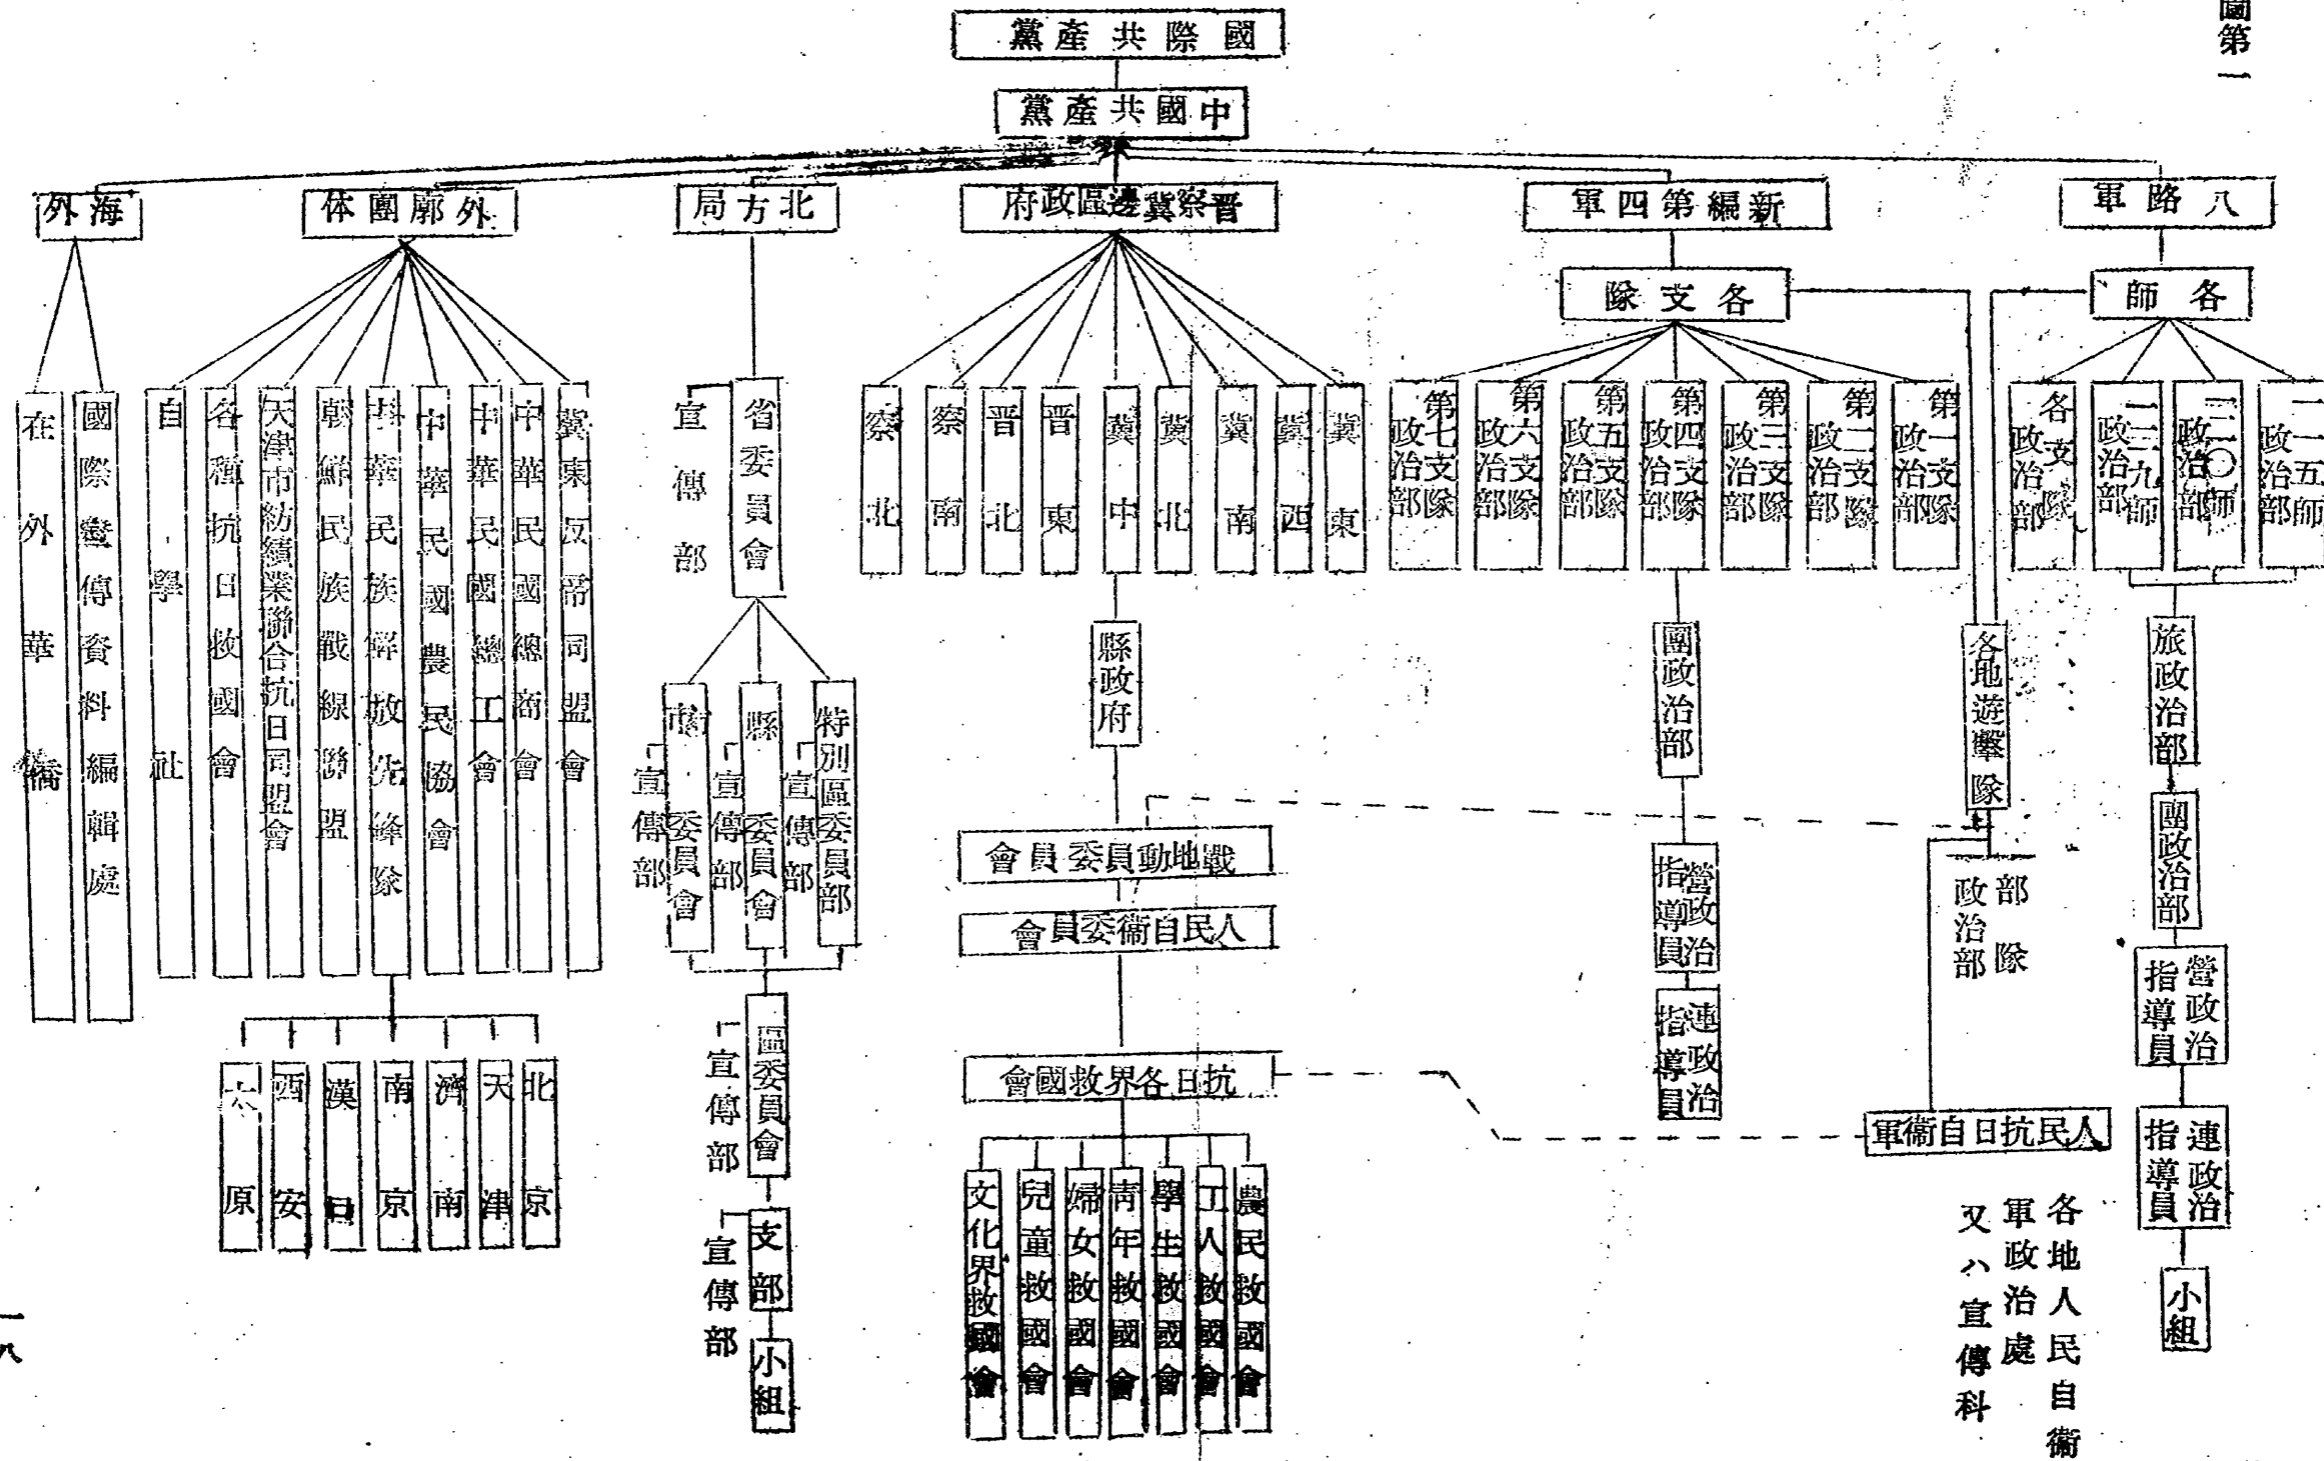 圖第一
國際共產黨
中國共產黨
八路軍
新編第四軍
晋察冀邊區政府
北方局
外廓團体
海外
各師
各支隊
一一五師
政治部
一二〇師
政治部
一二九師
政治部
各支隊
政治部
第一支隊
政治部
第二支隊
政治部
第三支隊
政治部
第四支隊
政治部
第五支隊
政治部
第六支隊
政治部
第七支隊
政治部
冀東
冀西
冀南
冀北
冀中
晋東
晋北
察南
察北
省委員會
宣傳部
冀東反帝同盟會
中華民國總商會
中華民國總工會
中華民國農民協會
中華民族解放先鋒隊
朝鮮民族戰線聯盟
天津市紡績業聯合抗日同盟會
各種抗日救國會
自學社
國際宣傳資料編輯處
在外華僑
旅政治部
團政治部
營政治
指導員
連政治
指導員
小組
各地遊擊隊
部隊
政治部
人民抗日自衞軍
各地人民自衞
軍政治處
又ハ宣傳科
團政治部
營政治
指導員
連政治
指導員
縣政府
戰地動員委員會
人民自衞委員會
抗日各界救國會
農民救國會
工人救國會
學生救國會
青年救國會
婦女救國會
兒童救國會
文化界救國會
特別區委員部
宣傳部
縣委員會
宣傳部
市委員會
宣傳部
區委員會
宣傳部
支部
宣傳部
小組
北京
天津
濟南
南京
漢口
西安
太原
一八